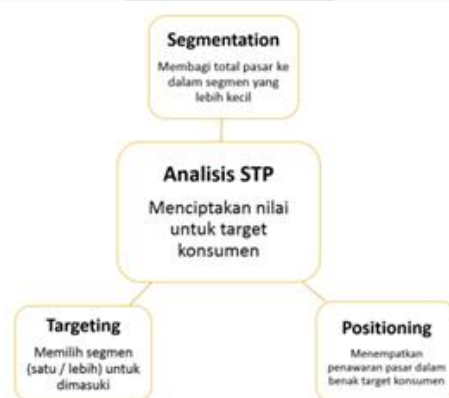 Segmentation
Membagi total pasar ke
dalam segmen yang
lebih kecil
Analisis STP
Menciptakan nilai
untuk target
konsumen
Targeting
Memilih segmen
(satu / lebih) untuk
dimasuki
Positioning
Menempatkan
penawaran pasar dalam
benak target konsumen